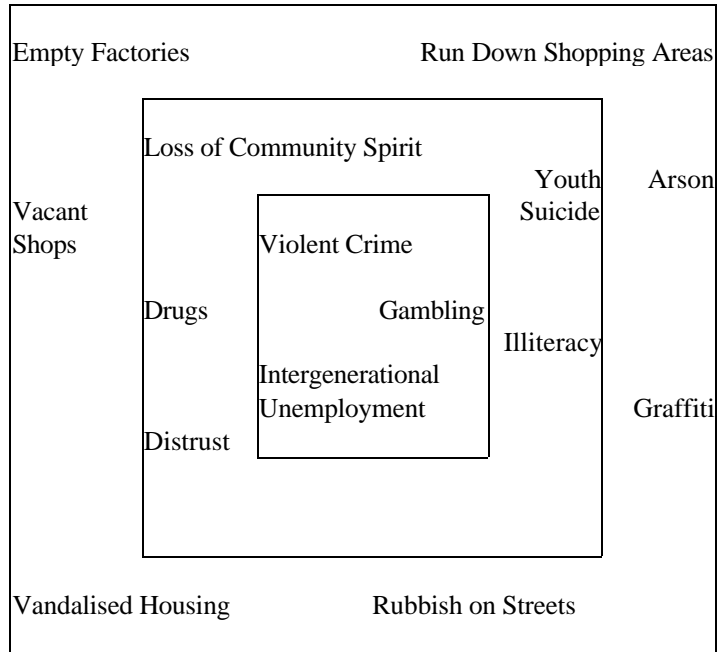 Empty Factories
Run Down Shopping Areas
Loss of Community Spirit
Youth
Suicide
Arson
Vacant
Shops
Violent Crime
Drugs
Gambling
Illiteracy
Intergenerational
Unemployment
Graffiti
Distrust
Vandalised Housing
Rubbish on Streets